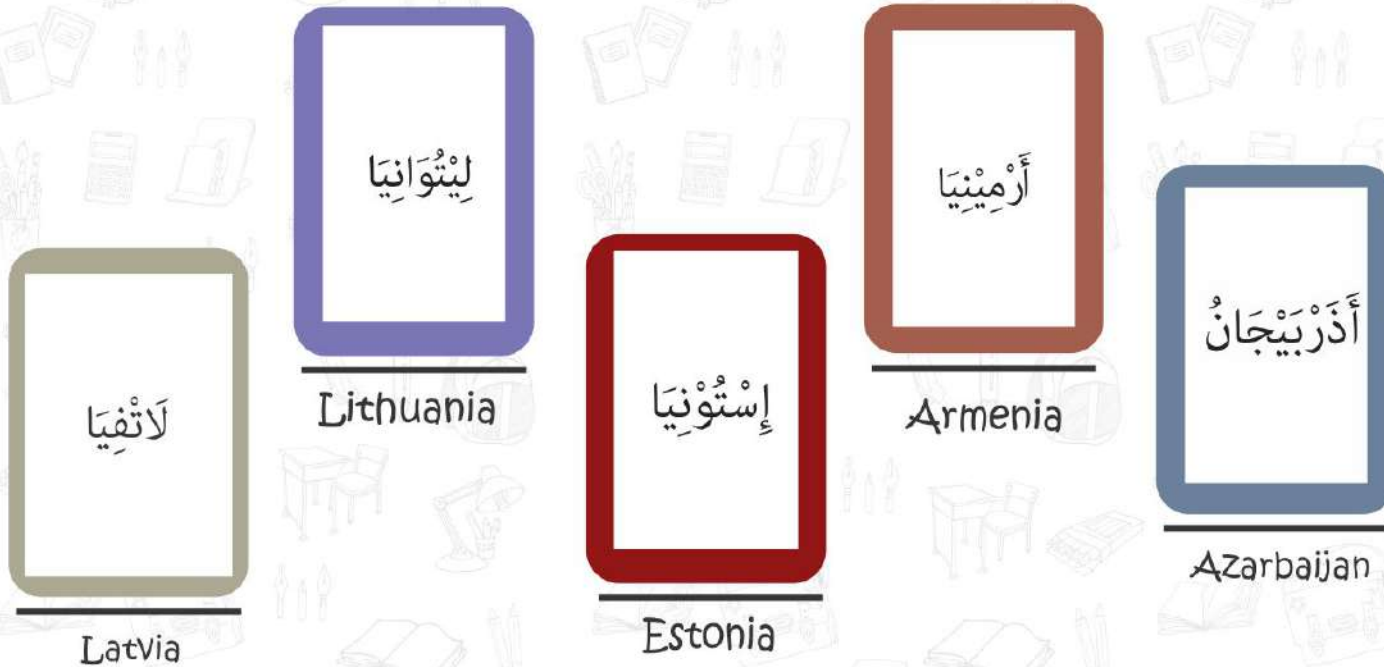 لَاتْفِيَا
Latvia
لِيْتُوَانِيَا
Lithuania
إِسْتُوْنِيَا
Estonia
أَرْمِيْنِيَا
Armenia
أَذَرْبَيْجَانُ
Azarbaijan